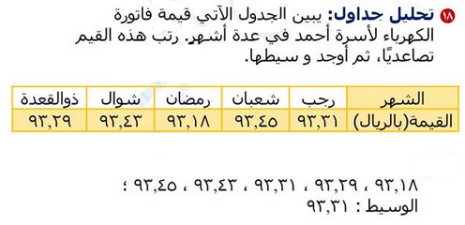 ١٨ تحليل جداول: يبين الجدول الآتي قيمة فاتورة
الكهرباء لأسرة أحمد في عدة أشهر. رتب هذه القيم
تصاعديًا، ثم أوجد و سيطها.
الشهر رجب شعبان رمضان شوال ذوالقعدة
القيمة(بالريال) ٩٣,٣١ ٩٣,٤٥ ٩٣,١٨ ٩٣,٤٣ ٩٣,٢٩
٩٣,١٨ ، ٩٣,٢٩ ، ٩٣,٣١ ، ٩٣,٤٣ ، ٩٣,٤٥ ؛
الوسيط : ٩٣,٣١